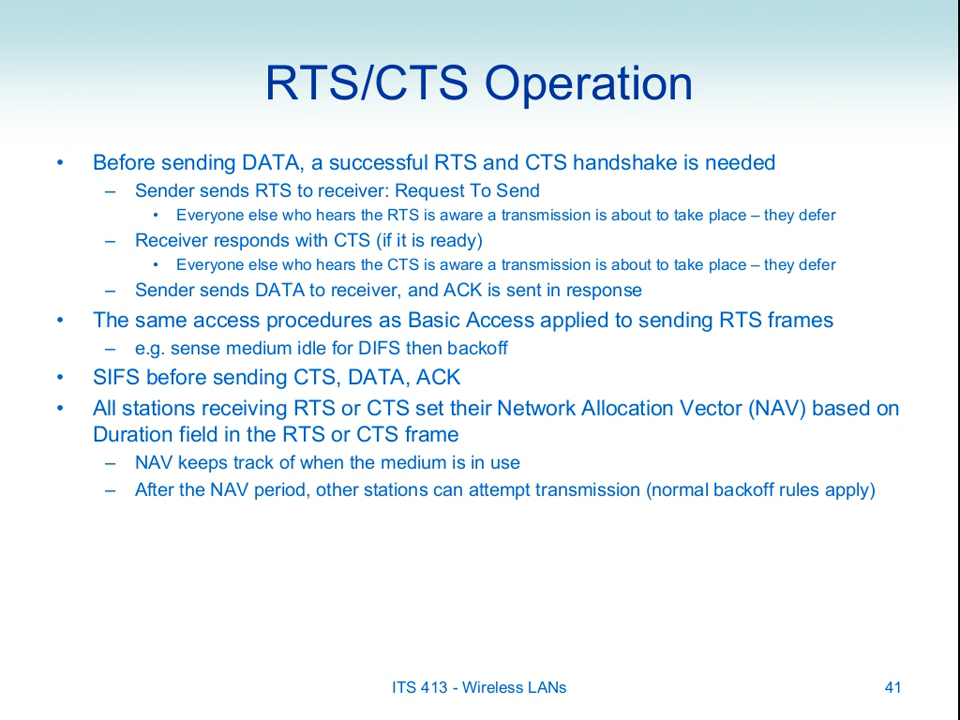 RTS/CTS Operation
• Before sending DATA, a successful RTS and CTS handshake is needed
– Sender sends RTS to receiver: Request To Send
• Everyone else who hears the RTS is aware a transmission is about to take place – they defer
– Receiver responds with CTS (if it is ready)
• Everyone else who hears the CTS is aware a transmission is about to take place – they defer
– Sender sends DATA to receiver, and ACK is sent in response
• The same access procedures as Basic Access applied to sending RTS frames
– e.g. sense medium idle for DIFS then backoff
• SIFS before sending CTS, DATA, ACK
• All stations receiving RTS or CTS set their Network Allocation Vector (NAV) based on
Duration field in the RTS or CTS frame
– NAV keeps track of when the medium is in use
– After the NAV period, other stations can attempt transmission (normal backoff rules apply)
ITS 413 - Wireless LANs
41